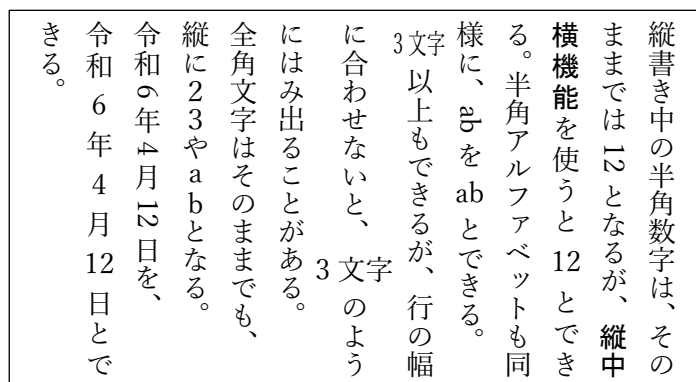 縦書き中の半角数字は、その
ままでは12となるが、縦中
横機能を使うと12とでき
る。半角アルファベットも同
様に、abをabとできる。
3文字以上もできるが、行の幅
に合わせないと、3文字のよう
にはみ出ることがある。
全角文字はそのままでも、
縦に２３やａｂとなる。
令和6年4月12日を、
令和6年4月12日とで
きる。